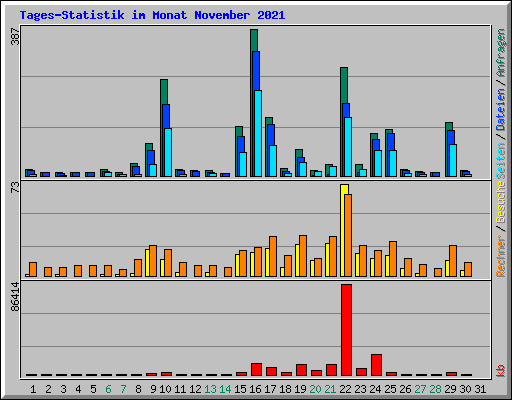 Tages-Statistik im Monat November 2021
387
73
86414
Anfragen / Dateien / Seiten
Besuche / Rechner
kb
1 2 3 4 5 6 7 8 9 10 11 12 13 14 15 16 17 18 19 20 21 22 23 24 25 26 27 28 29 30 31